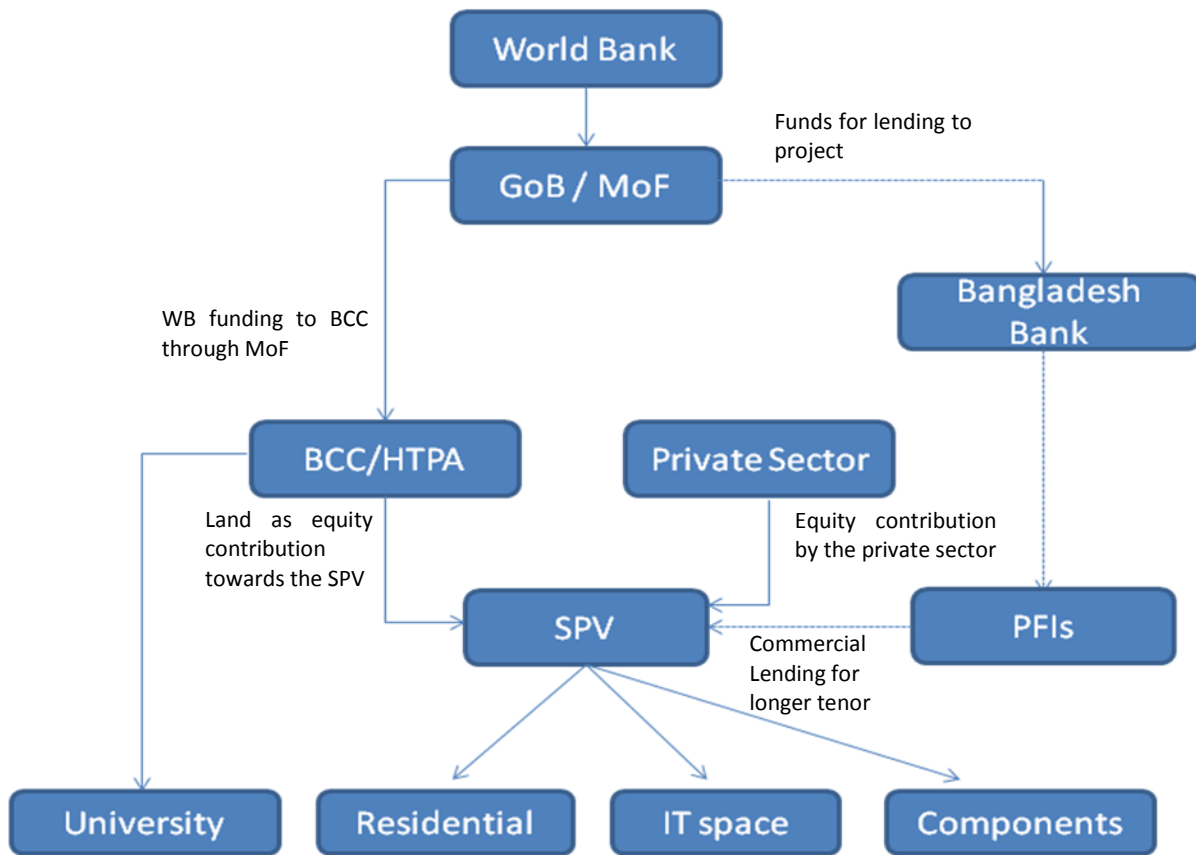 World Bank
Funds for lending to
project
GoB / MoF
Bangladesh
Bank
WB funding to BCC
through MoF
BCC/HTPA
Private Sector
Land as equity
contribution
towards the SPV
Equity contribution
by the private sector
SPV
PFIs
Commercial
Lending for
longer tenor
University
Residential
IT space
Components